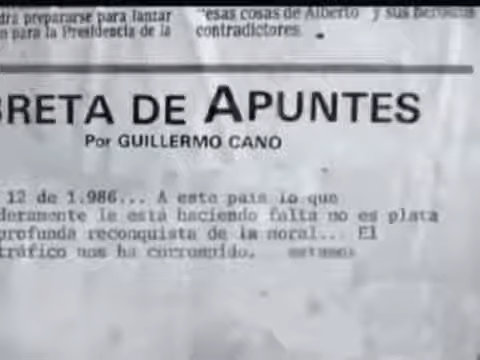 prepararse para lanzar
n para la Presidencia de la
"esas cosas de Alberto y sus
contradictores
BRETA DE APUNTES
Por GUILLERMO CANO
12 de 1.986... A este pais lo que
deramente le está haciendo falta no es plata
profunda reconquista de la moral... El
tráfico nos ha corrompido. estamos